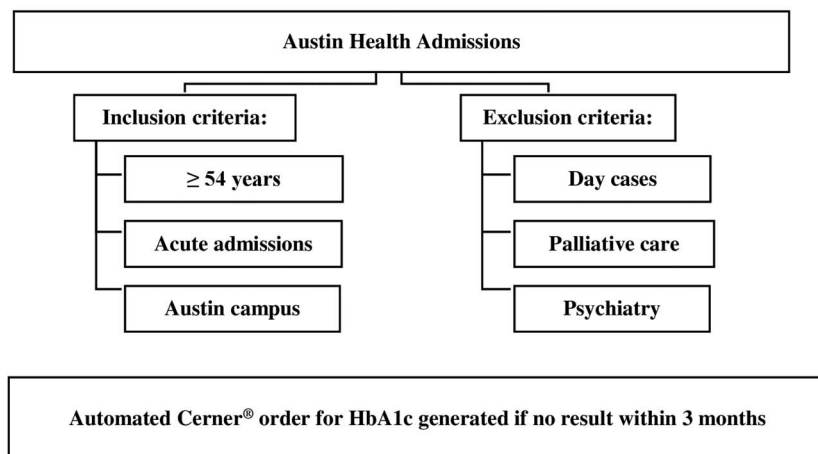 Austin Health Admissions
Inclusion criteria:
≥ 54 years
Acute admissions
Austin campus
Exclusion criteria:
Day cases
Palliative care
Psychiatry
Automated Cerner® order for HbA1c generated if no result within 3 months